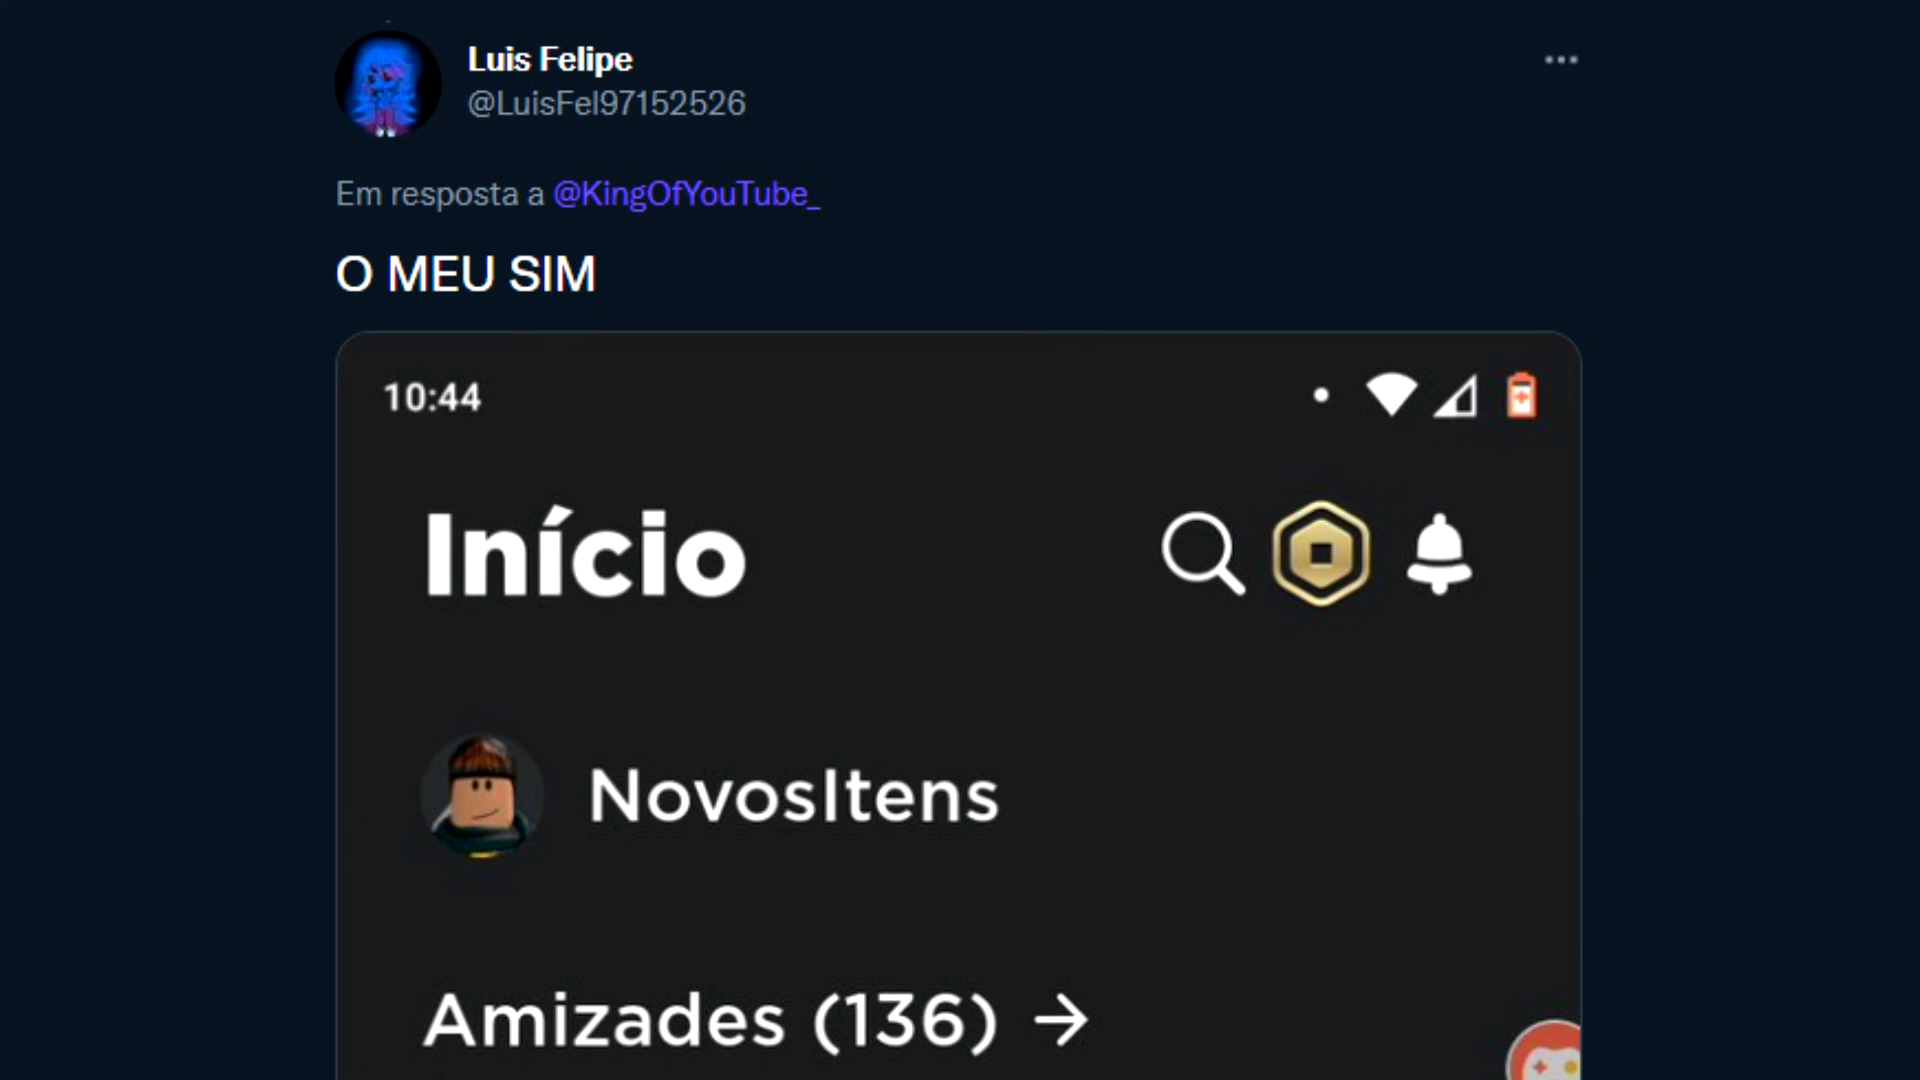 Luis Felipe
@LuisFel97152526
Em resposta a @KingOfYouTube_
O MEU SIM
10:44
Início
NovosItens
Amizades (136) →